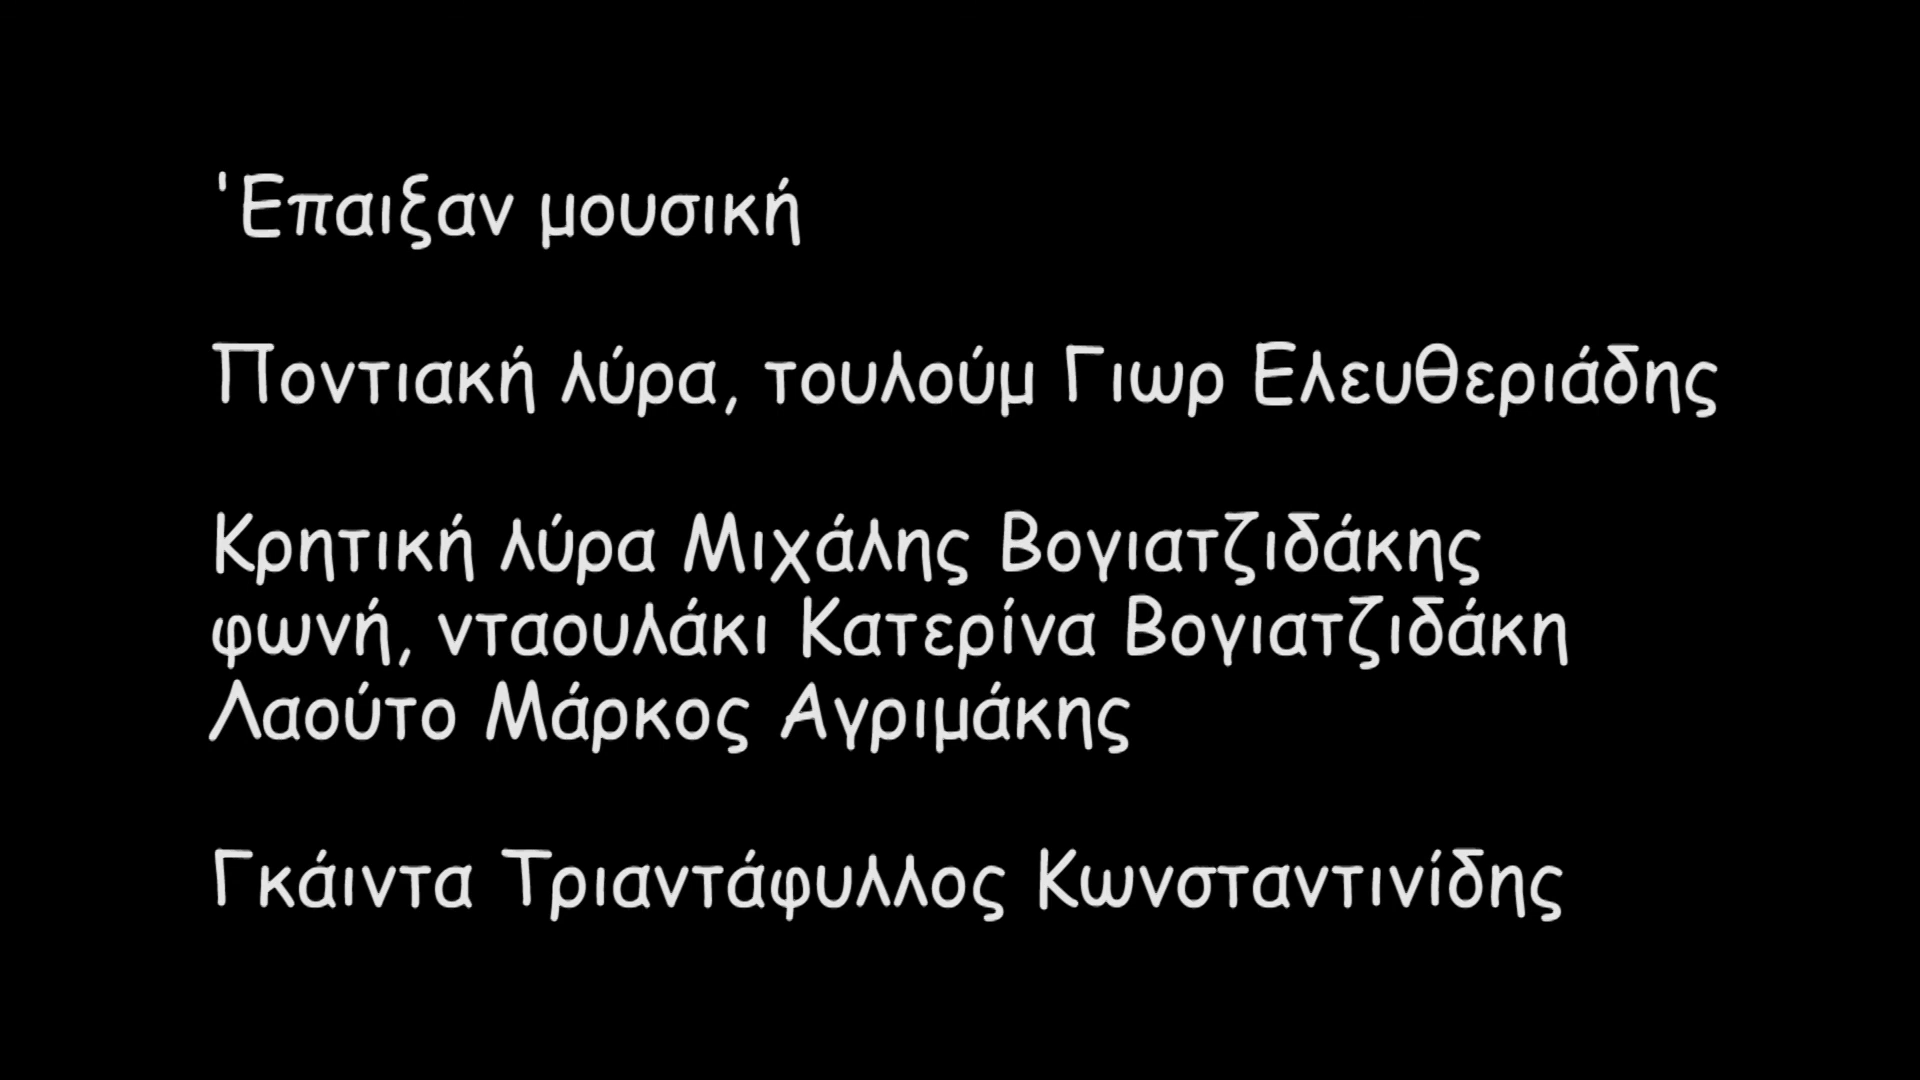 'Επαιξαν μουσική
Ποντιακή λύρα, τουλούμ Γιωρ Ελευθεριάδης
Κρητική λύρα Μιχάλης Βογιατζιδάκης
φωνή, νταουλάκι Κατερίνα Βογιατζιδάκη
Λαούτο Μάρκος Αγριμάκης
Γκάιντα Τριαντάφυλλος Κωνσταντινίδης